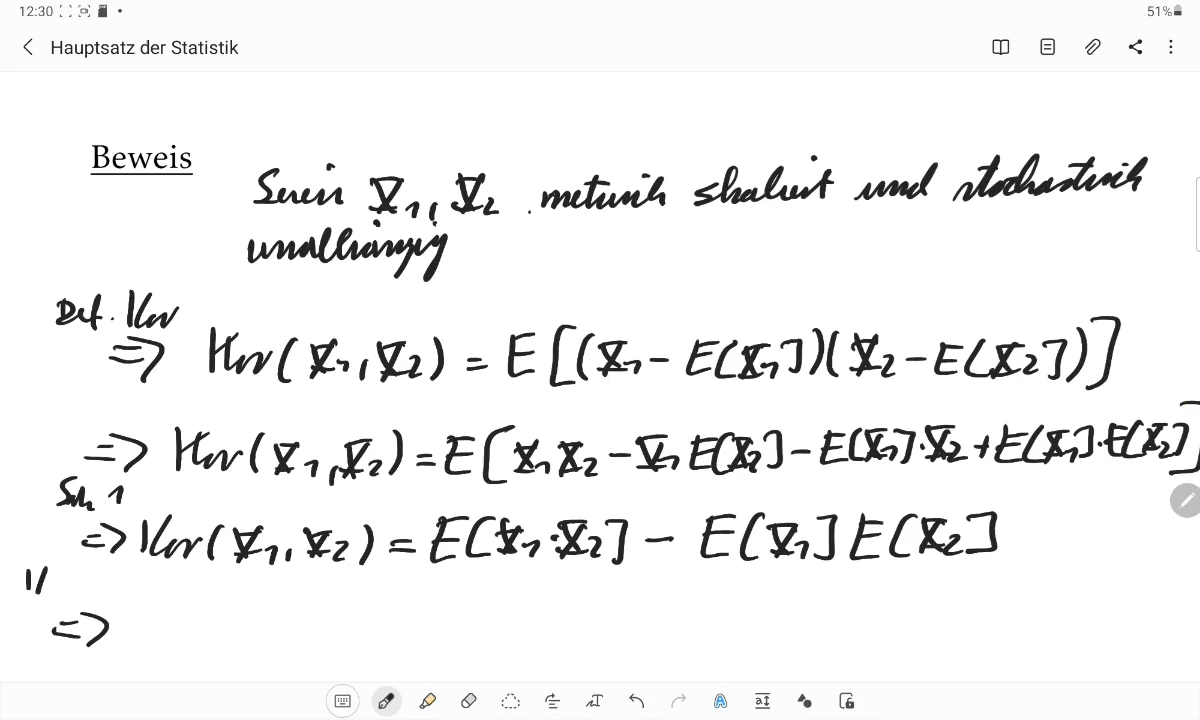 12:30
51%
Hauptsatz der Statistik
Beweis
Seien X₁, X₂ metrisch skaliert und stochastisch
unabhängig
Def. Kov
=> Kov(X₁, X₂) = E[(X₁ - E[X₁])(X₂ - E[X₂])]
=> Kov(X₁, X₂) = E[X₁X₂ - X₁E[X₂] - E[X₁]·X₂ + E[X₁]·E[X₂]]
1
=> Kov(X₁, X₂) = E[X₁·X₂] - E[X₁]E[X₂]
=>